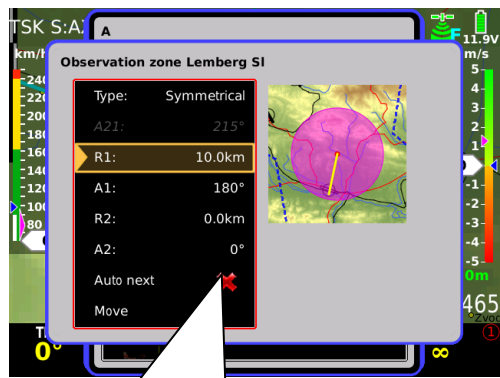 TSK S:A
A
11.9V
km/h
m/s
Observation zone Lemberg Sl
Type: Symmetrical
A21: 215°
R1: 10.0km
A1: 180°
R2: 0.0km
A2: 0°
Auto next
Move
240
220
200
180
160
140
120
100
80
5
4
3
2
1
-1
-2
-3
-4
-5
0m
465
Zvoc
1
0°
∞